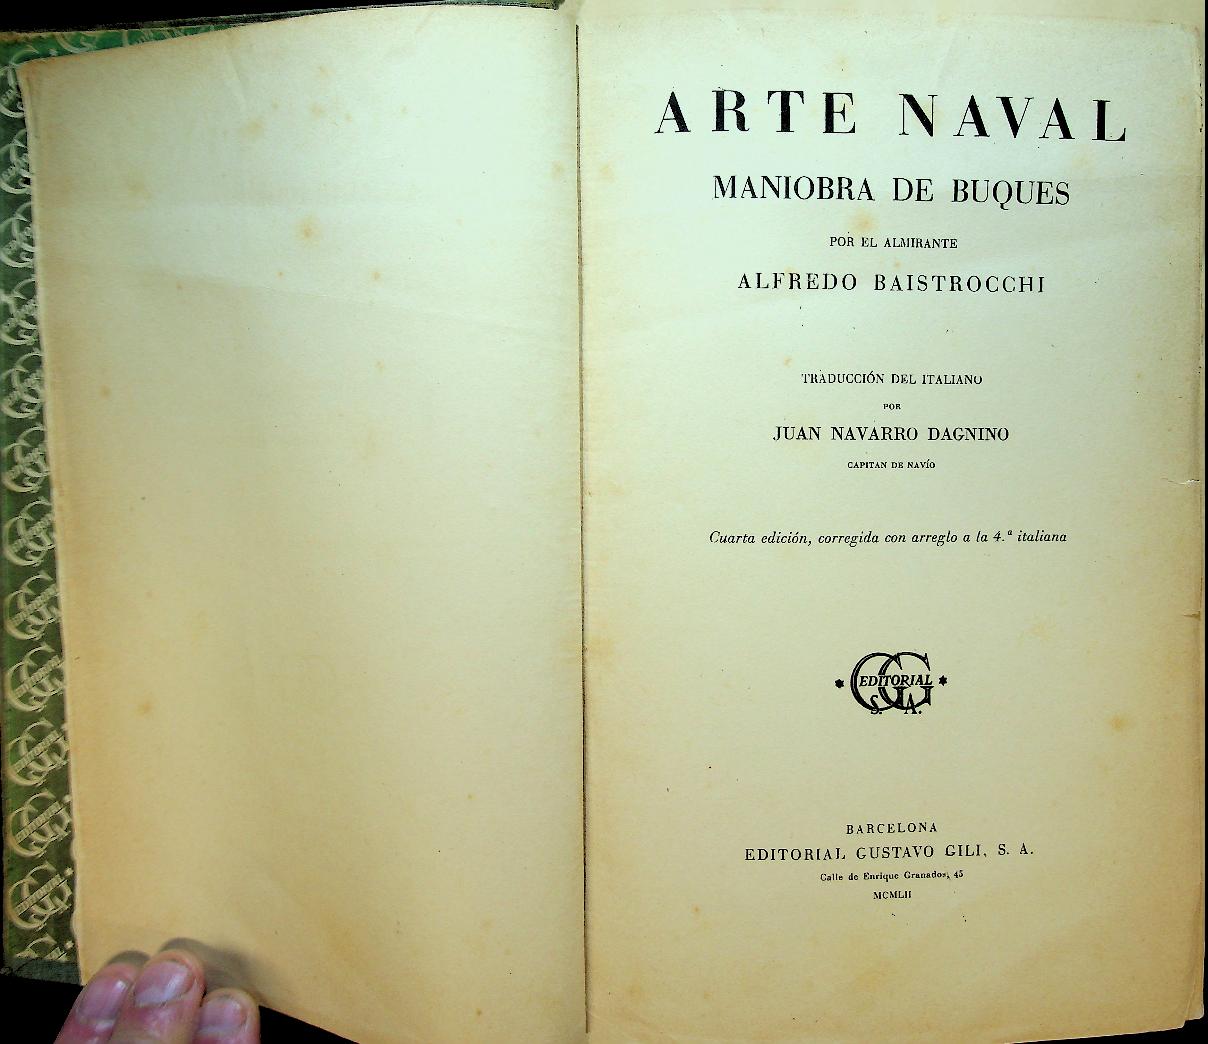 ARTE NAVAL
MANIOBRA DE BUQUES
POR EL ALMIRANTE
ALFREDO BAISTROCCHI
TRADUCCIÓN DEL ITALIANO
POR
JUAN NAVARRO DAGNINO
CAPITAN DE NAVÍO
Cuarta edición, corregida con arreglo a la 4.ª italiana
GG
EDITORIAL
S. A.
BARCELONA
EDITORIAL GUSTAVO GILI, S. A.
Calle de Enrique Granados, 45
MCMLII